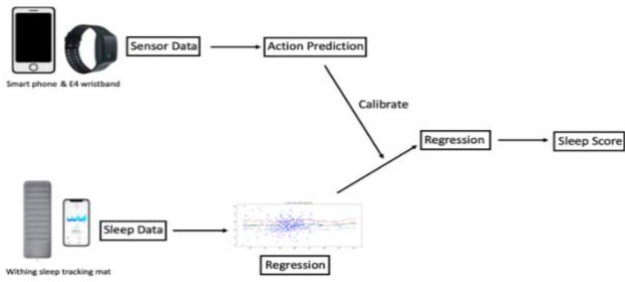 Sensor Data
Action Prediction
Smart phone & E4 wristband
Calibrate
Regression
Sleep Score
Sleep Data
Regression
Withing sleep tracking mat